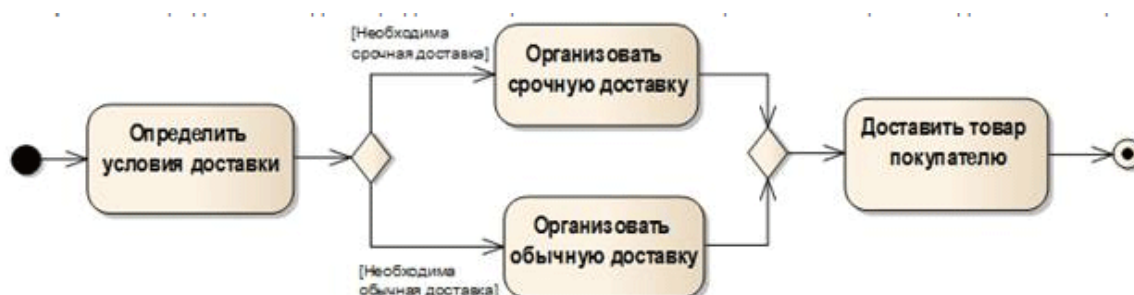 [Необходима
срочная доставка]
Организовать
срочную доставку
Определить
условия доставки
Доставить товар
покупателю
Организовать
обычную доставку
[Необходима
обычная доставка]